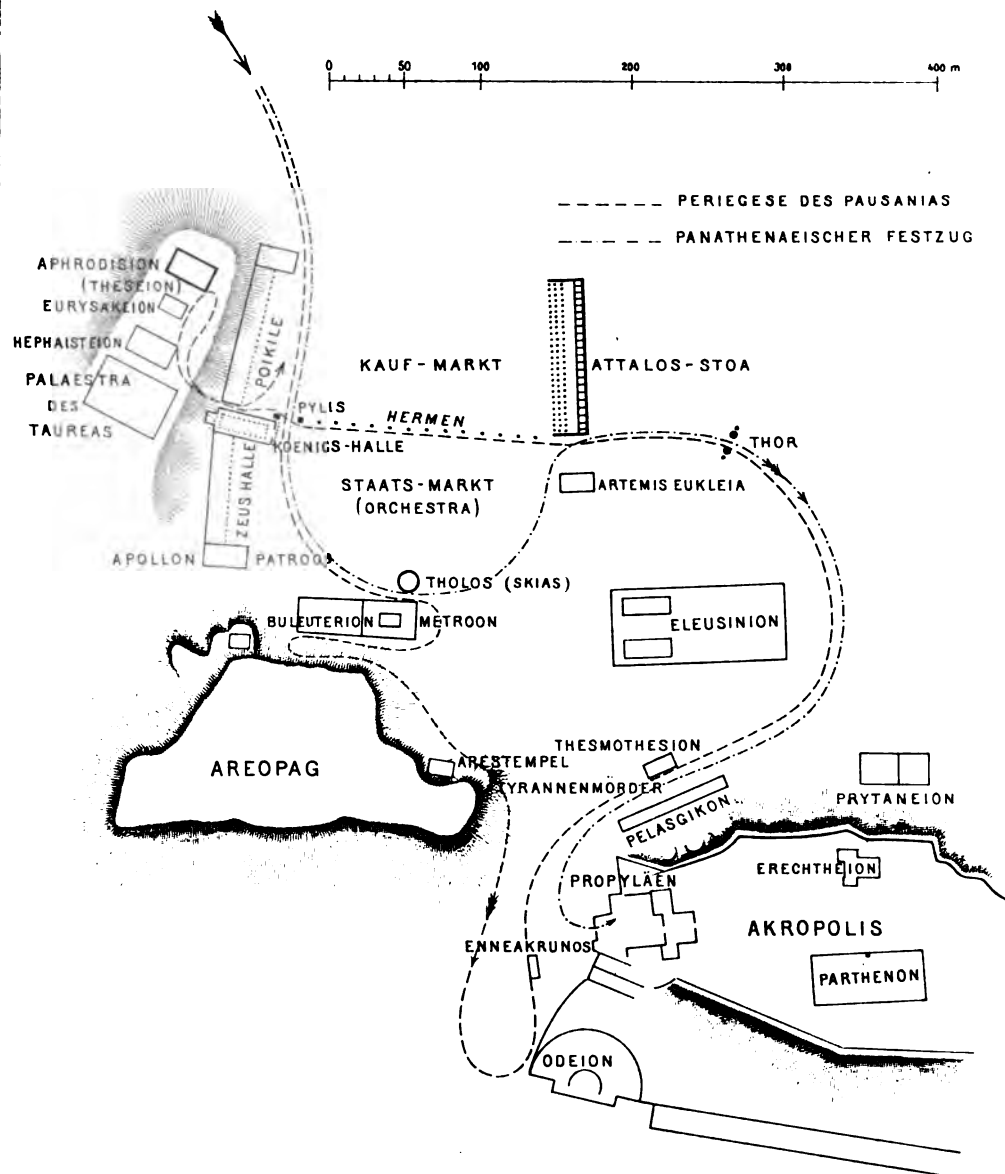 0 50 100 200 300 400 m
PERIEGESE DES PAUSANIAS
PANATHENAEISCHER FESTZUG
APHRODISION
(THESEION)
EURYSAKEION
HEPHAISTEION
PALAESTRA
DES
TAUREAS
POIKILE
KAUF-MARKT
ATTALOS-STOA
PYLIS
HERMEN
KOENIGS-HALLE
THOR
ZEUS HALLE
STAATS-MARKT
(ORCHESTRA)
ARTEMIS EUKLEIA
APOLLON PATROOS
THOLOS (SKIAS)
BULEUTERION
METROON
ELEUSINION
AREOPAG
ARESTEMPEL
TYRANNENMÖRDER
THESMOTHESION
PELASGIKON
PRYTANEION
PROPYLÄEN
ERECHTHEION
ENNEAKRUNOS
AKROPOLIS
PARTHENON
ODEION